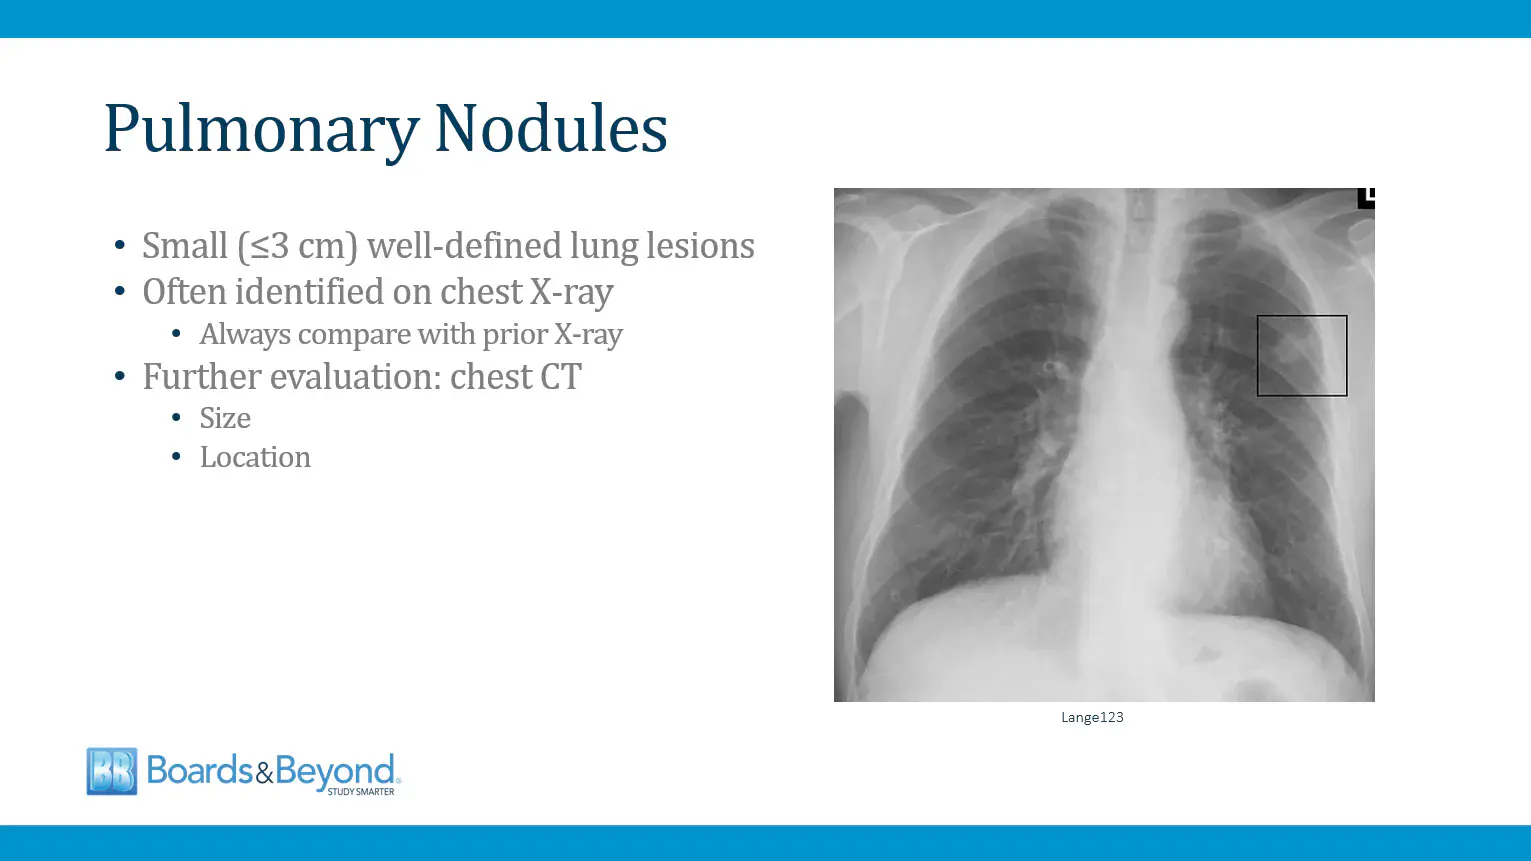 Pulmonary Nodules
• Small (≤3 cm) well-defined lung lesions
• Often identified on chest X-ray
• Always compare with prior X-ray
• Further evaluation: chest CT
• Size
• Location
Lange123
BB Boards&Beyond®
STUDY SMARTER